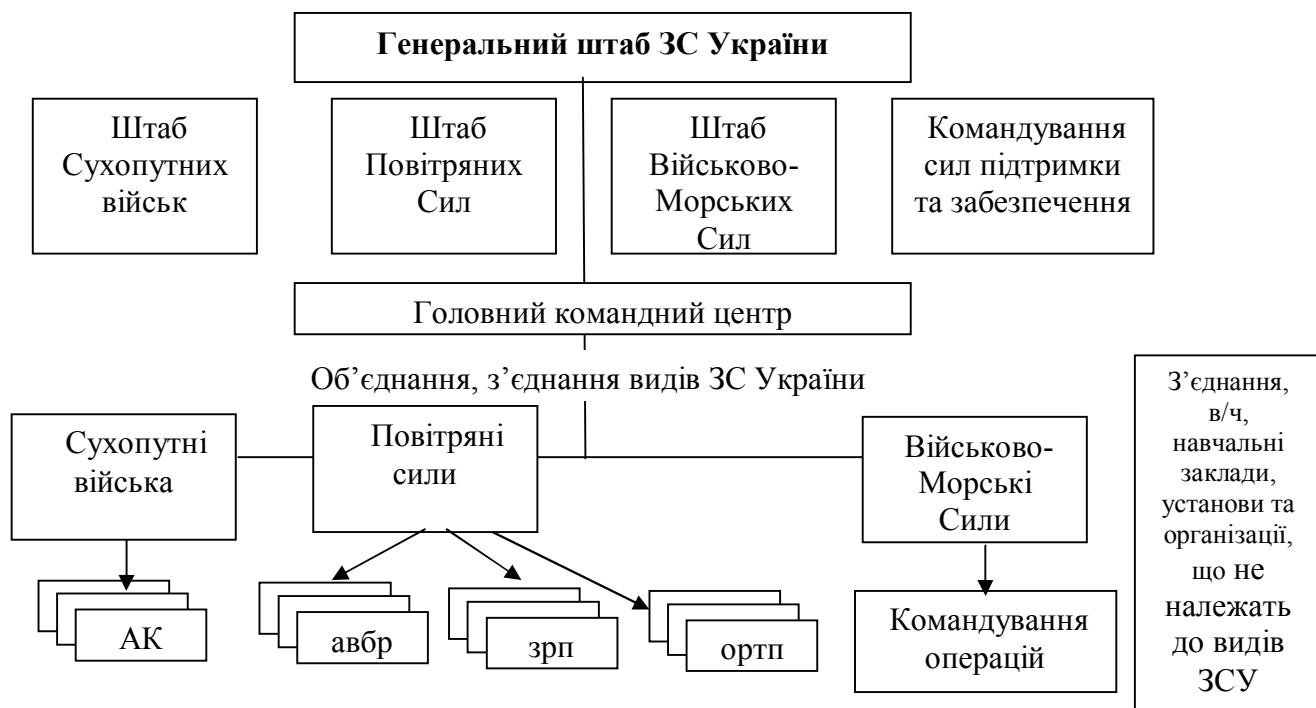 Генеральний штаб ЗС України
Штаб
Сухопутних
військ
Штаб
Повітряних
Сил
Штаб
Військово-
Морських
Сил
Командування
сил підтримки
та забезпечення
Головний командний центр
Об’єднання, з’єднання видів ЗС України
Сухопутні
війська
Повітряні
сили
Військово-
Морські
Сили
З’єднання,
в/ч,
навчальні
заклади,
установи та
організації,
що не
належать
до видів
ЗСУ
АК
авбр
зрп
ортп
Командування
операцій